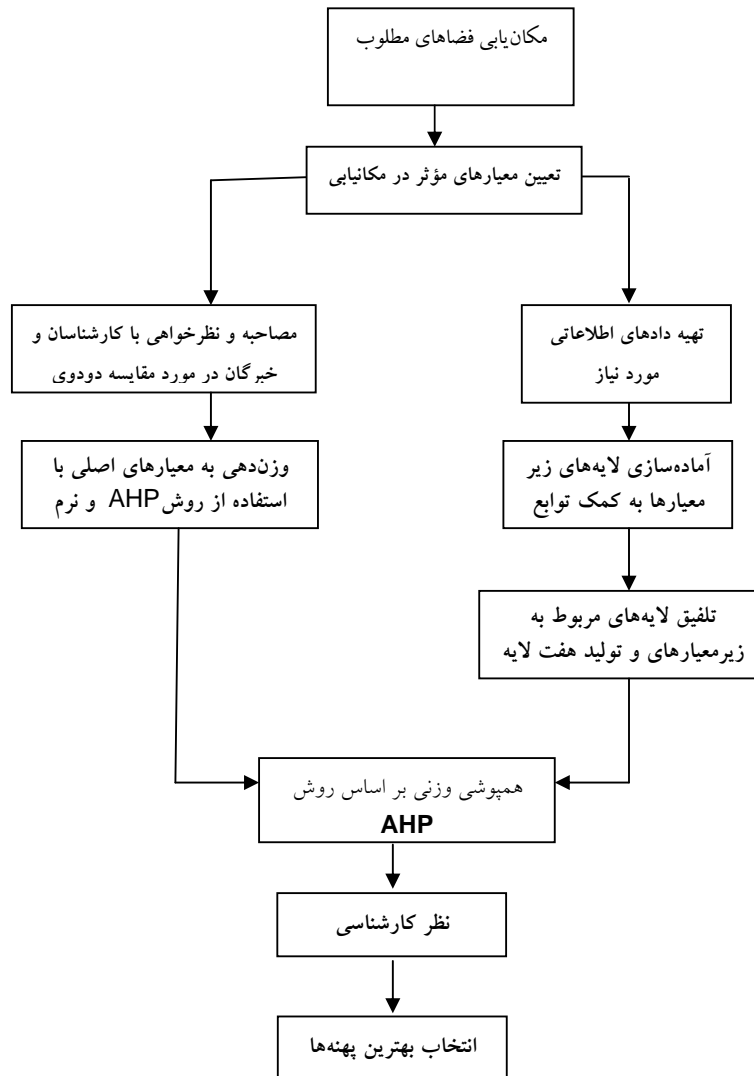 مکان‌یابی فضاهای مطلوب
تعیین معیارهای مؤثر در مکانیابی
مصاحبه و نظرخواهی با کارشناسان و
خبرگان در مورد مقایسه دودوی
تهیه دادهای اطلاعاتی
مورد نیاز
وزن‌دهی به معیارهای اصلی با
استفاده از روش AHP و نرم
آماده‌سازی لایه‌های زیر
معیارها به کمک توابع
تلفیق لایه‌های مربوط به
زیرمعیارهای و تولید هفت لایه
همپوشی وزنی بر اساس روش
AHP
نظر کارشناسی
انتخاب بهترین پهنه‌ها